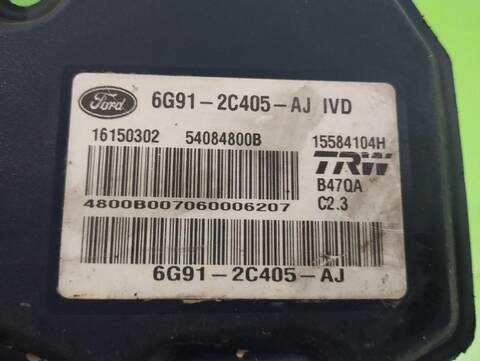 Ford 6G91-2C405-AJ IVD
16150302 54084800B 15584104H
TRW
B47QA
4800B007060006207 C2.3
6G91-2C405-AJ